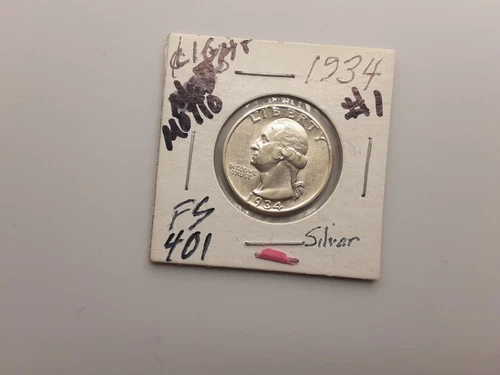 LIGHT
MOTTO
1934
#1
LIBERTY
IN GOD WE
TRUST
1934
FS
401
Silver